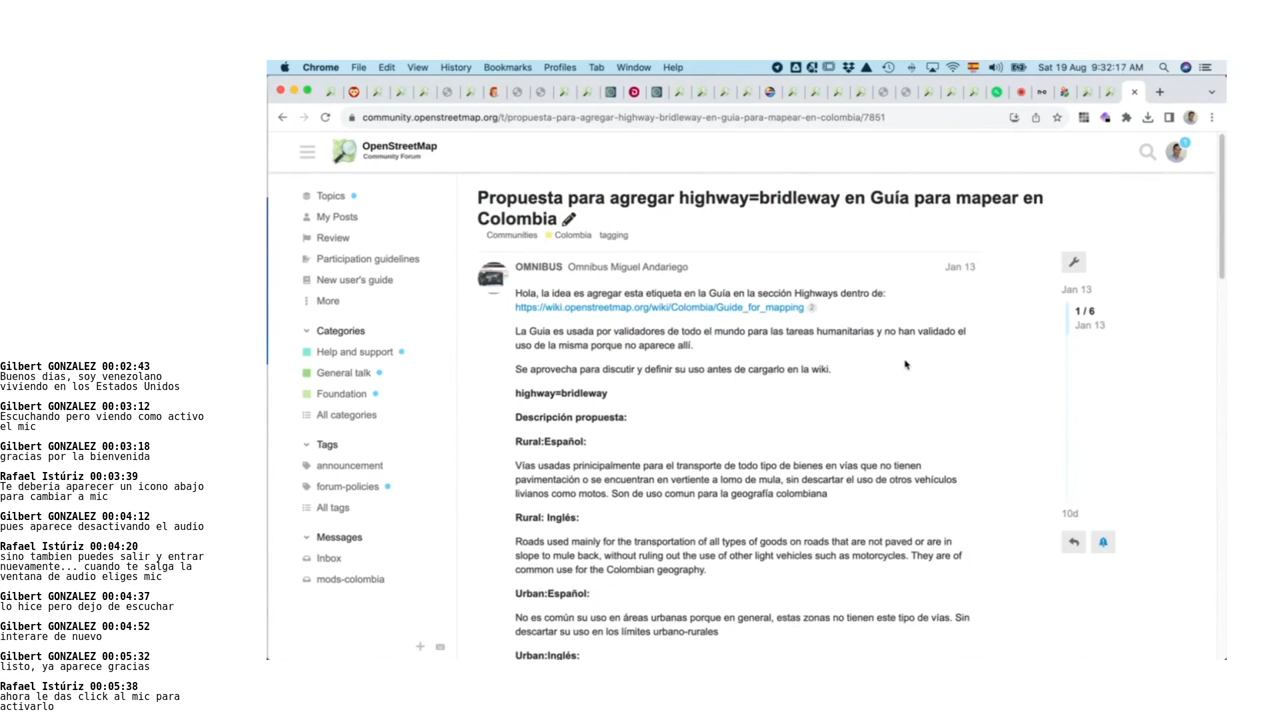 Gilbert GONZALEZ 00:02:43
Buenos dias, soy venezolano
viviendo en los Estados Unidos
Gilbert GONZALEZ 00:03:12
Escuchando pero viendo como activo
el mic
Gilbert GONZALEZ 00:03:18
gracias por la bienvenida
Rafael Istúriz 00:03:39
Te deberia aparecer un icono abajo
para cambiar a mic
Gilbert GONZALEZ 00:04:12
pues aparece desactivando el audio
Rafael Istúriz 00:04:20
sino tambien puedes salir y entrar
nuevamente... cuando te salga la
ventana de audio eliges mic
Gilbert GONZALEZ 00:04:37
lo hice pero dejo de escuchar
Gilbert GONZALEZ 00:04:52
interare de nuevo
Gilbert GONZALEZ 00:05:32
listo, ya aparece gracias
Rafael Istúriz 00:05:38
ahora le das click al mic para
activarlo
Chrome File Edit View History Bookmarks Profiles Tab Window Help Sat 19 Aug 9:32:17 AM
community.openstreetmap.org/t/propuesta-para-agregar-highway-bridleway-en-guia-para-mapear-en-colombia/7851
OpenStreetMap
Community Forum
1
Topics
My Posts
Review
Participation guidelines
New user's guide
More
Categories
Help and support
General talk
Foundation
All categories
Tags
announcement
forum-policies
All tags
Messages
Inbox
mods-colombia
Propuesta para agregar highway=bridleway en Guía para mapear en
Colombia
Communities Colombia tagging
OMNIBUS Omnibus Miguel Andariego Jan 13
Hola, la idea es agregar esta etiqueta en la Guía en la sección Highways dentro de:
https://wiki.openstreetmap.org/wiki/Colombia/Guide_for_mapping 2
La Guia es usada por validadores de todo el mundo para las tareas humanitarias y no han validado el
uso de la misma porque no aparece allí.
Se aprovecha para discutir y definir su uso antes de cargarlo en la wiki.
highway=bridleway
Descripción propuesta:
Rural:Español:
Vías usadas prinicipalmente para el transporte de todo tipo de bienes en vías que no tienen
pavimentación o se encuentran en vertiente a lomo de mula, sin descartar el uso de otros vehículos
livianos como motos. Son de uso comun para la geografía colombiana
Rural: Inglés:
Roads used mainly for the transportation of all types of goods on roads that are not paved or are in
slope to mule back, without ruling out the use of other light vehicles such as motorcycles. They are of
common use for the Colombian geography.
Urban:Español:
No es común su uso en áreas urbanas porque en general, estas zonas no tienen este tipo de vías. Sin
descartar su uso en los límites urbano-rurales
Urban:Inglés:
Jan 13
1 / 6
Jan 13
10d